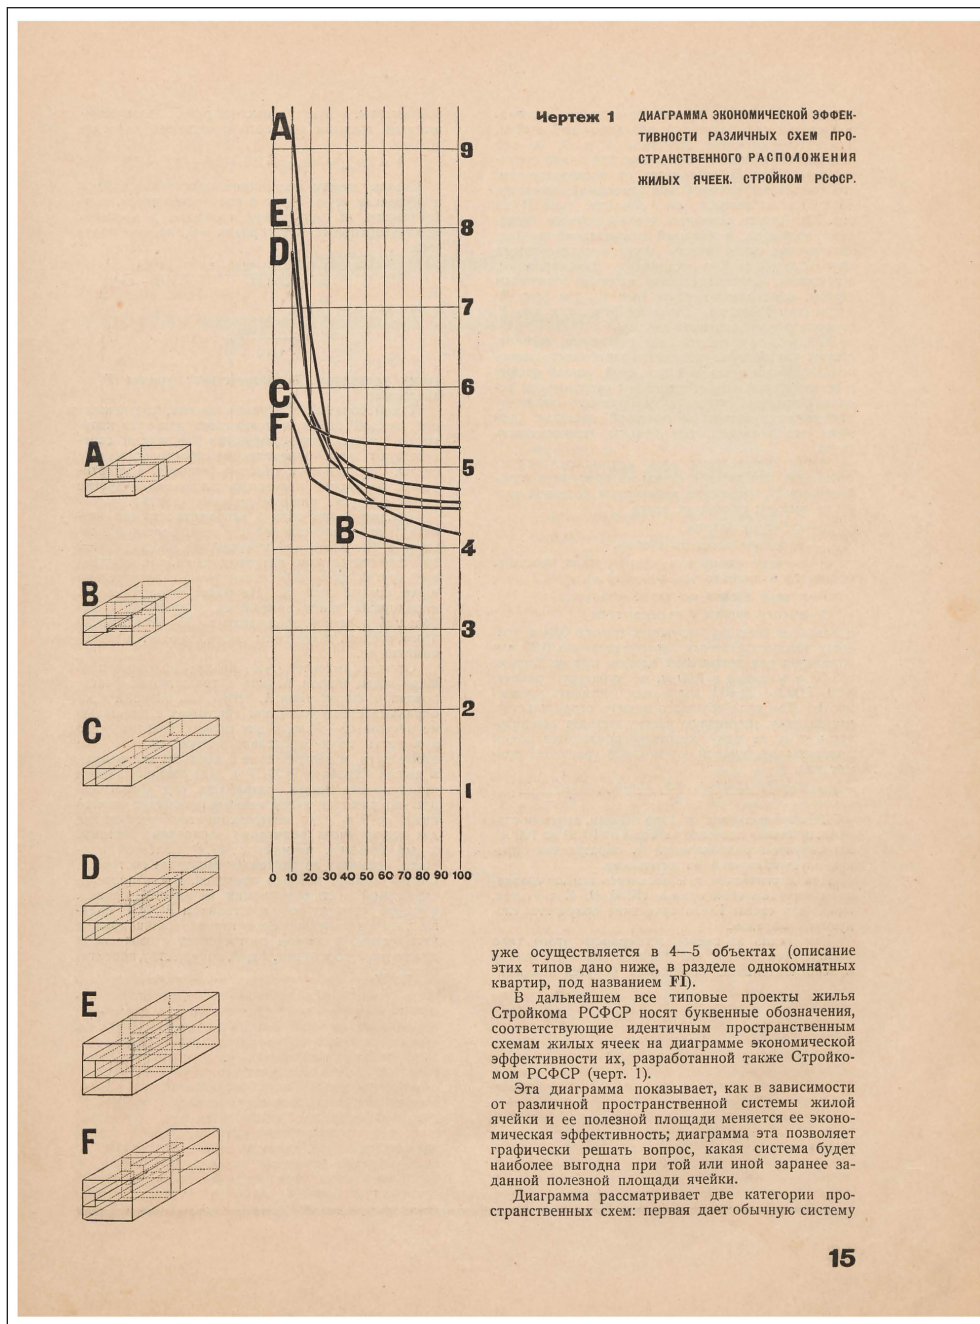 Чертеж 1
ДИАГРАММА ЭКОНОМИЧЕСКОЙ ЭФФЕК-
ТИВНОСТИ РАЗЛИЧНЫХ СХЕМ ПРО-
СТРАНСТВЕННОГО РАСПОЛОЖЕНИЯ
ЖИЛЫХ ЯЧЕЕК. СТРОЙКОМ РСФСР.
A
E
D
C
F
B
9
8
7
6
5
4
3
2
1
0 10 20 30 40 50 60 70 80 90 100
A
B
C
D
E
F
уже осуществляется в 4—5 объектах (описание
этих типов дано ниже, в разделе однокомнатных
квартир, под названием FI).
В дальнейшем все типовые проекты жилья
Стройкома РСФСР носят буквенные обозначения,
соответствующие идентичным пространственным
схемам жилых ячеек на диаграмме экономической
эффективности их, разработанной также Стройко-
мом РСФСР (черт. 1).
Эта диаграмма показывает, как в зависимости
от различной пространственной системы жилой
ячейки и ее полезной площади меняется ее эконо-
мическая эффективность; диаграмма эта позволяет
графически решать вопрос, какая система будет
наиболее выгодна при той или иной заранее за-
данной полезной площади ячейки.
Диаграмма рассматривает две категории про-
странственных схем: первая дает обычную систему
15